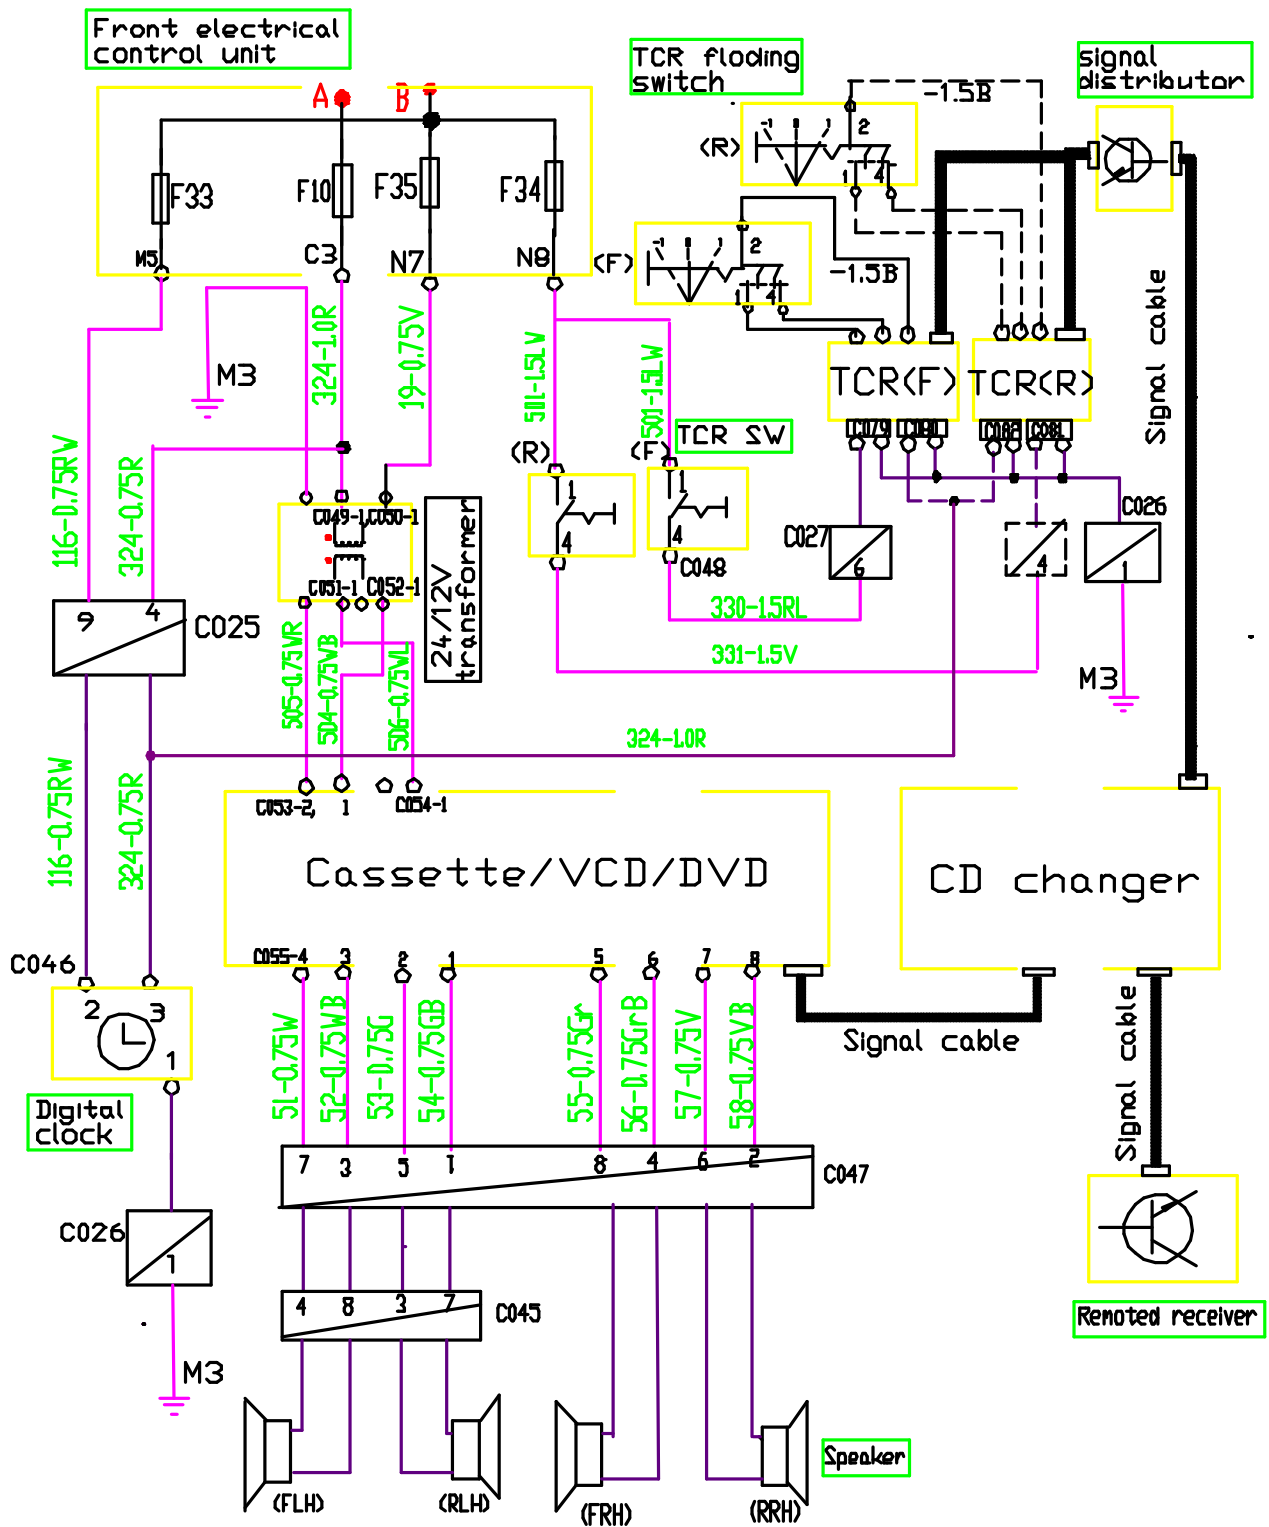 Front electrical
control unit
TCR floding
switch
signal
distributor
A
B
-1.5B
(R)
-1
2
1
4
F33
F10
F35
F34
M5
C3
N7
N8
(F)
-1
2
1
4
-1.5B
324-1.0R
19-0.75V
M3
501-1.5LW
501-1.5LW
TCR(F)
TCR(R)
Signal cable
C079
C080
C082
C081
TCR SW
(R)
(F)
116-0.75RW
324-0.75R
C049-1,
C050-1
C051-1
C052-1
24/12V
transformer
1
4
1
4
C048
C027
6
4
C026
1
330-1.5RL
331-1.5V
M3
9
4
C025
505-0.75WR
504-0.75WB
506-0.75WL
324-1.0R
116-0.75RW
324-0.75R
C053-2,
1
C054-1
Cassette/VCD/DVD
CD changer
C055-4
3
2
1
5
6
7
8
C046
2
3
1
Digital
clock
51-0.75W
52-0.75WB
53-0.75G
54-0.75GB
55-0.75Gr
56-0.75GrB
57-0.75V
58-0.75VB
Signal cable
Signal cable
7
3
5
1
8
4
6
2
C047
C026
1
M3
4
8
3
7
C045
Remoted receiver
Speaker
(FLH)
(RLH)
(FRH)
(RRH)